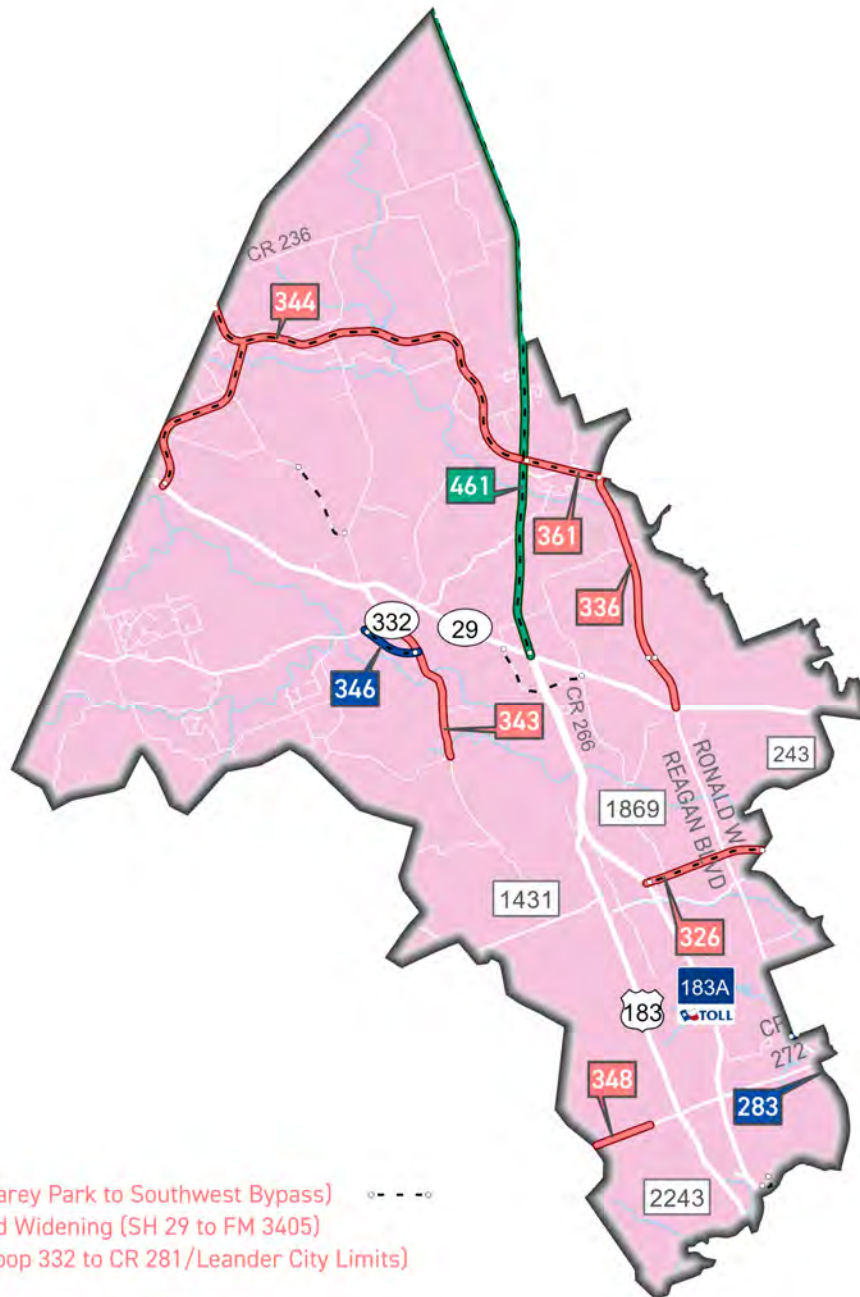 CR 236
344
461
361
336
332
29
346
343
CR 266
243
RONALD W
REAGAN BLVD
1869
1431
326
183A
TOLL
183
CR
272
348
283
2243
arey Park to Southwest Bypass)
d Widening (SH 29 to FM 3405)
oop 332 to CR 281/Leander City Limits)